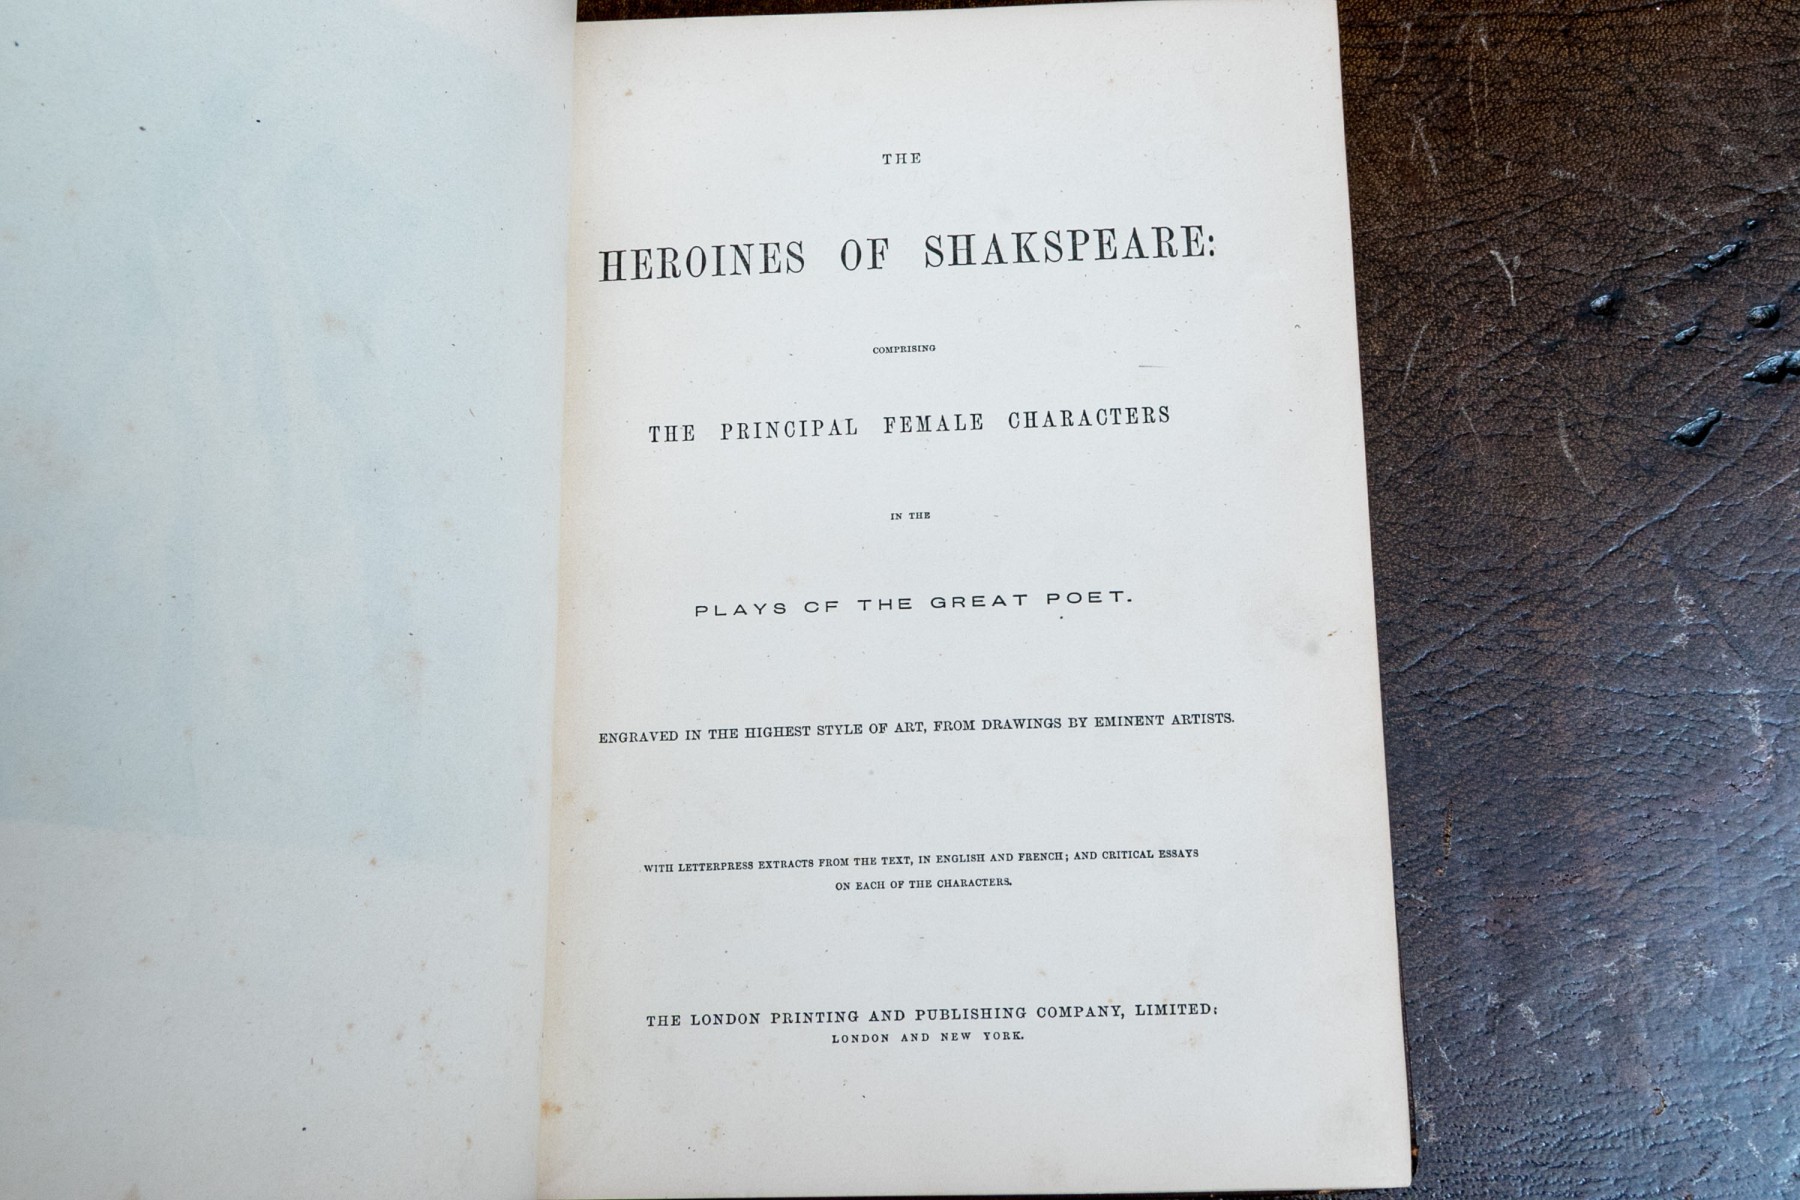 THE
HEROINES OF SHAKSPEARE:
COMPRISING
THE PRINCIPAL FEMALE CHARACTERS
IN THE
PLAYS CF THE GREAT POET.
ENGRAVED IN THE HIGHEST STYLE OF ART, FROM DRAWINGS BY EMINENT ARTISTS.
WITH LETTERPRESS EXTRACTS FROM THE TEXT, IN ENGLISH AND FRENCH; AND CRITICAL ESSAYS
ON EACH OF THE CHARACTERS.
THE LONDON PRINTING AND PUBLISHING COMPANY, LIMITED:
LONDON AND NEW YORK.